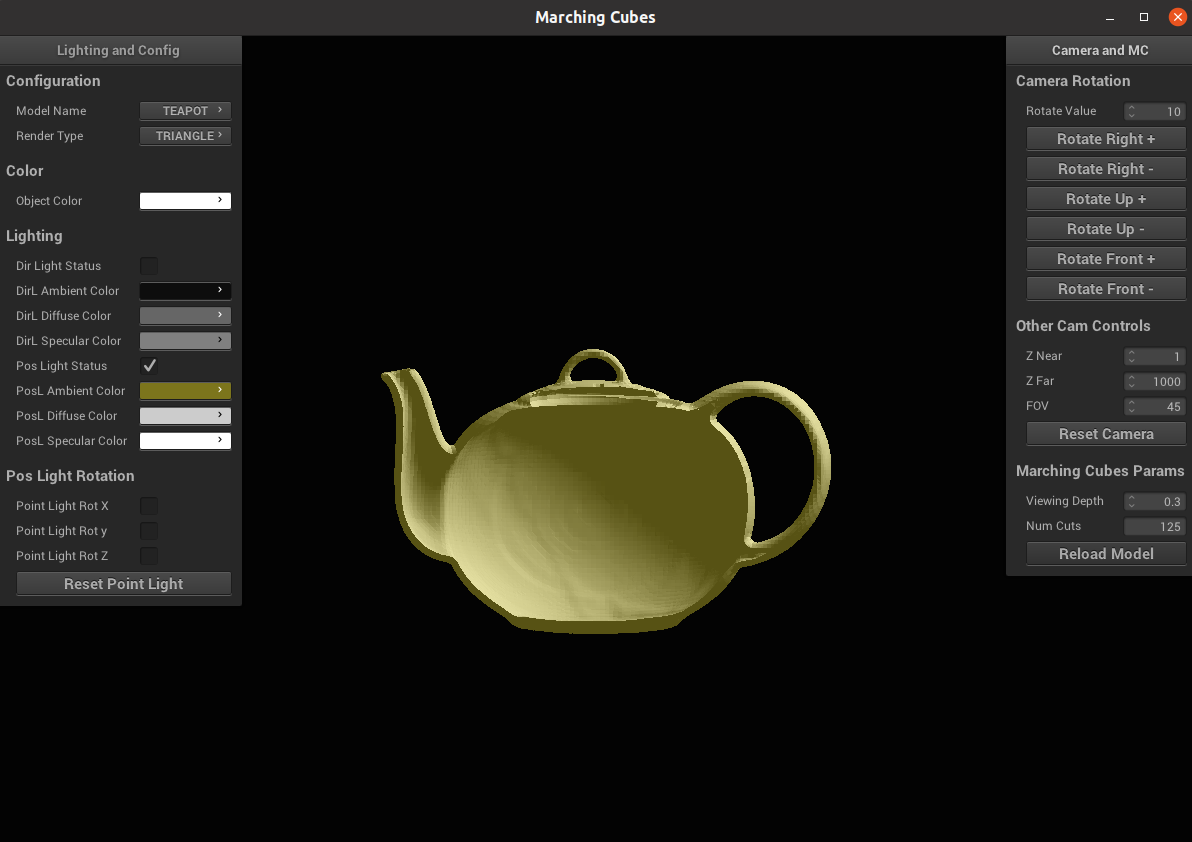 Marching Cubes
Lighting and Config
Configuration
Model Name TEAPOT
Render Type TRIANGLE
Color
Object Color
Lighting
Dir Light Status
DirL Ambient Color
DirL Diffuse Color
DirL Specular Color
Pos Light Status
PosL Ambient Color
PosL Diffuse Color
PosL Specular Color
Pos Light Rotation
Point Light Rot X
Point Light Rot y
Point Light Rot Z
Reset Point Light
Camera and MC
Camera Rotation
Rotate Value 10
Rotate Right +
Rotate Right -
Rotate Up +
Rotate Up -
Rotate Front +
Rotate Front -
Other Cam Controls
Z Near 1
Z Far 1000
FOV 45
Reset Camera
Marching Cubes Params
Viewing Depth 0.3
Num Cuts 125
Reload Model